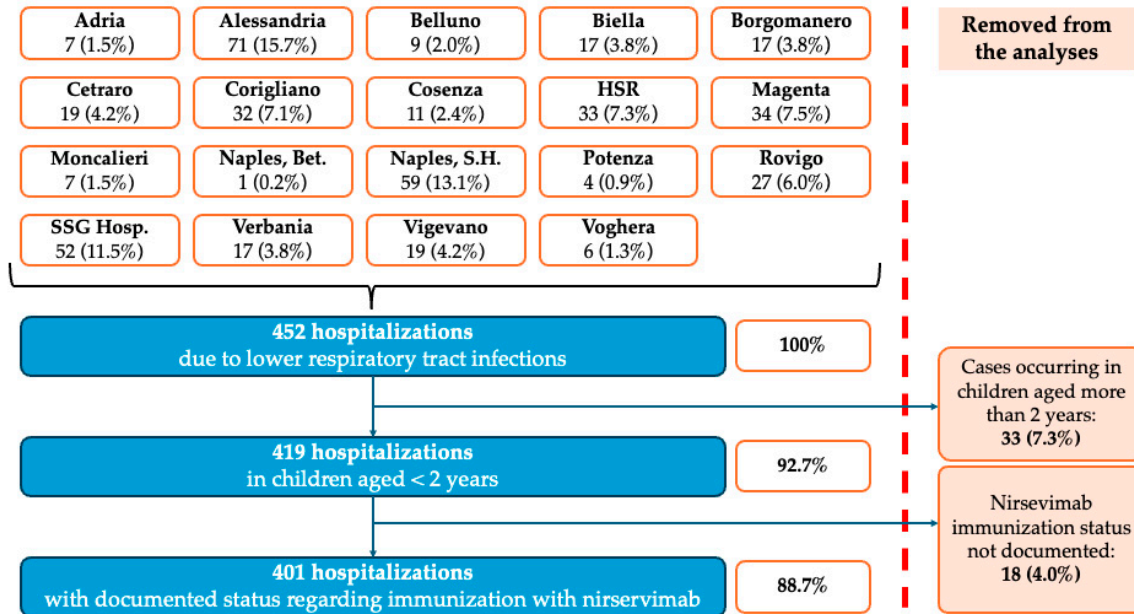 Adria
7 (1.5%)
Alessandria
71 (15.7%)
Belluno
9 (2.0%)
Biella
17 (3.8%)
Borgomanero
17 (3.8%)
Removed from
the analyses
Cetraro
19 (4.2%)
Corigliano
32 (7.1%)
Cosenza
11 (2.4%)
HSR
33 (7.3%)
Magenta
34 (7.5%)
Moncalieri
7 (1.5%)
Naples, Bet.
1 (0.2%)
Naples, S.H.
59 (13.1%)
Potenza
4 (0.9%)
Rovigo
27 (6.0%)
SSG Hosp.
52 (11.5%)
Verbania
17 (3.8%)
Vigevano
19 (4.2%)
Voghera
6 (1.3%)
452 hospitalizations
due to lower respiratory tract infections
100%
Cases occurring in
children aged more
than 2 years:
33 (7.3%)
419 hospitalizations
in children aged < 2 years
92.7%
Nirsevimab
immunization status
not documented:
18 (4.0%)
401 hospitalizations
with documented status regarding immunization with nirservimab
88.7%